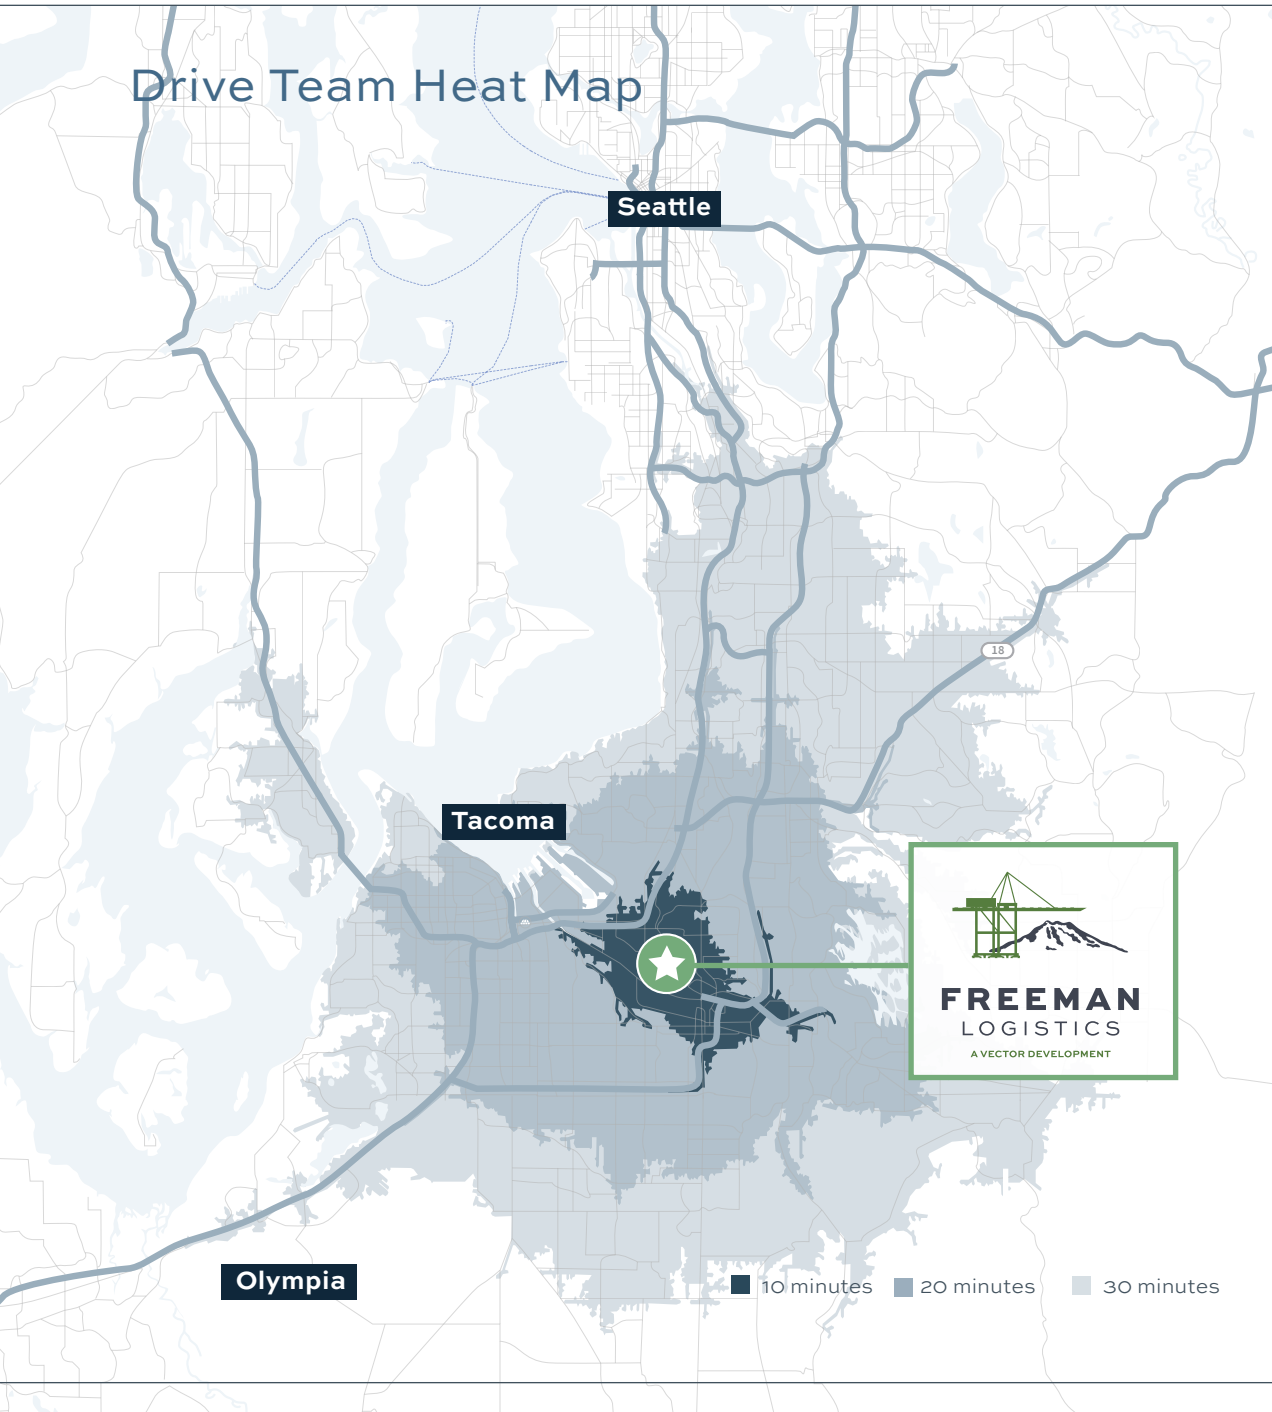 Drive Team Heat Map
Seattle
18
Tacoma
FREEMAN
LOGISTICS
A VECTOR DEVELOPMENT
Olympia
10 minutes
20 minutes
30 minutes